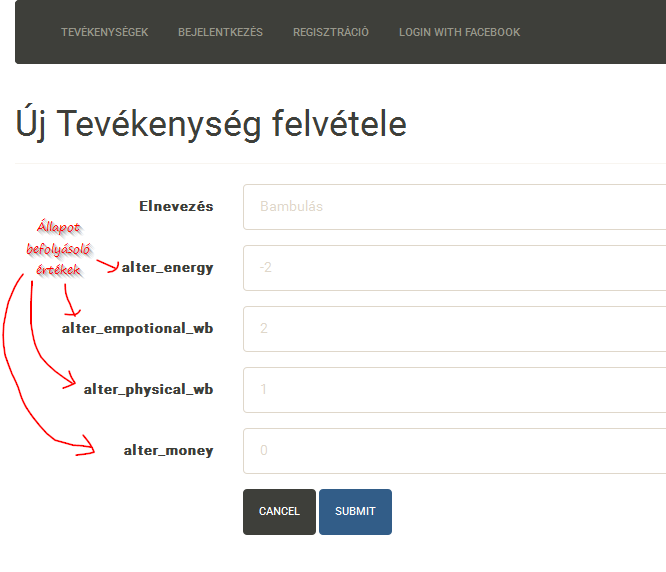 TEVÉKENYSÉGEK BEJELENTKEZÉS REGISZTRÁCIÓ LOGIN WITH FACEBOOK
Új Tevékenység felvétele
Elnevezés Bambulás
Állapot
befolyásoló
értékek
alter_energy -2
alter_empotional_wb 2
alter_physical_wb 1
alter_money 0
CANCEL SUBMIT